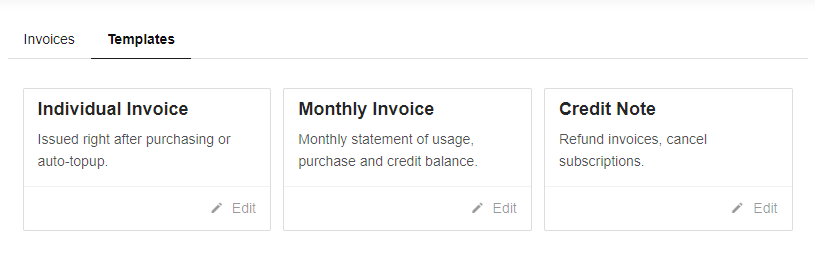 Invoices
Templates
Individual Invoice
Issued right after purchasing or
auto-topup.
Edit
Monthly Invoice
Monthly statement of usage,
purchase and credit balance.
Edit
Credit Note
Refund invoices, cancel
subscriptions.
Edit